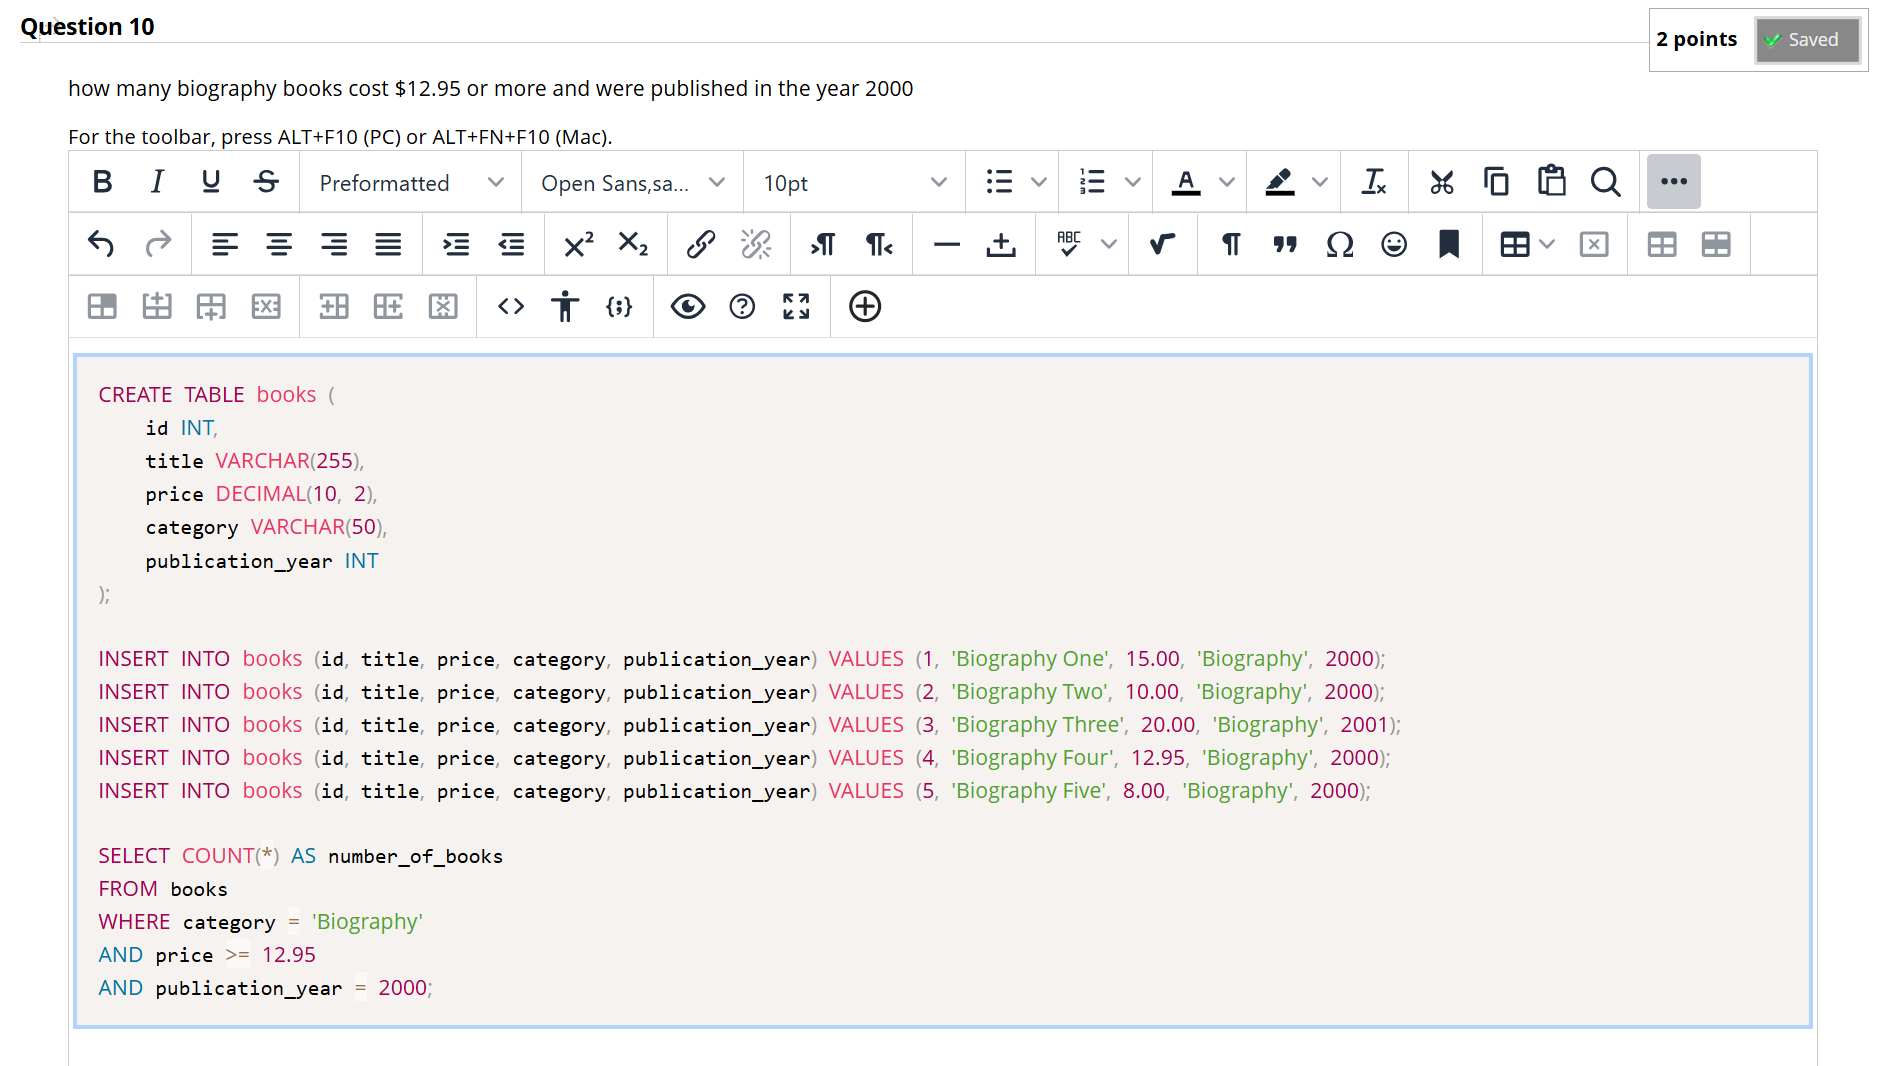 Question 10
2 points
Saved
how many biography books cost $12.95 or more and were published in the year 2000
For the toolbar, press ALT+F10 (PC) or ALT+FN+F10 (Mac).
B I U S Preformatted Open Sans,sa... 10pt A
ABC
CREATE TABLE books (
    id INT,
    title VARCHAR(255),
    price DECIMAL(10, 2),
    category VARCHAR(50),
    publication_year INT
);
INSERT INTO books (id, title, price, category, publication_year) VALUES (1, 'Biography One', 15.00, 'Biography', 2000);
INSERT INTO books (id, title, price, category, publication_year) VALUES (2, 'Biography Two', 10.00, 'Biography', 2000);
INSERT INTO books (id, title, price, category, publication_year) VALUES (3, 'Biography Three', 20.00, 'Biography', 2001);
INSERT INTO books (id, title, price, category, publication_year) VALUES (4, 'Biography Four', 12.95, 'Biography', 2000);
INSERT INTO books (id, title, price, category, publication_year) VALUES (5, 'Biography Five', 8.00, 'Biography', 2000);
SELECT COUNT(*) AS number_of_books
FROM books
WHERE category = 'Biography'
AND price >= 12.95
AND publication_year = 2000;